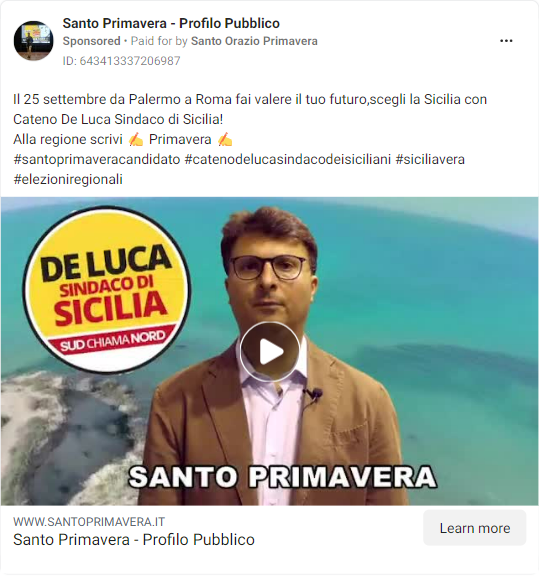 Santo Primavera - Profilo Pubblico
Sponsored • Paid for by Santo Orazio Primavera
ID: 643413337206987
Il 25 settembre da Palermo a Roma fai valere il tuo futuro,scegli la Sicilia con
Cateno De Luca Sindaco di Sicilia!
Alla regione scrivi ✍️ Primavera ✍️
#santoprimaveracandidato #catenodelucasindacodeisiciliani #siciliavera
#elezioniregionali
DE LUCA
SINDACO DI
SICILIA
SUD CHIAMA NORD
SANTO PRIMAVERA
WWW.SANTOPRIMAVERA.IT
Santo Primavera - Profilo Pubblico
Learn more